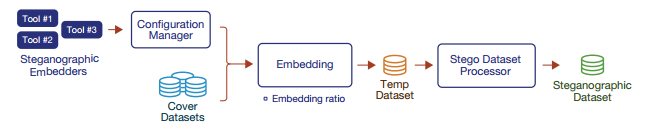 Tool #1
Tool #2
Tool #3
Steganographic
Embedders
Configuration
Manager
Cover
Datasets
Embedding
Embedding ratio
Temp
Dataset
Stego Dataset
Processor
Steganographic
Dataset